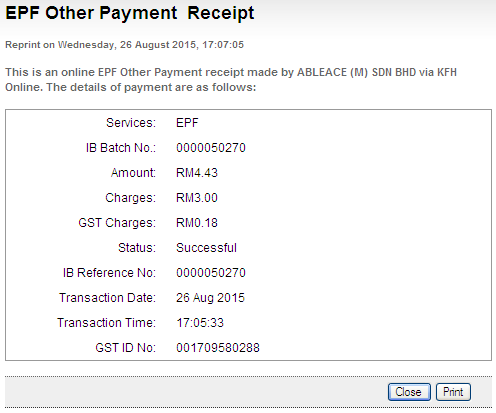 EPF Other Payment Receipt
Reprint on Wednesday, 26 August 2015, 17:07:05
This is an online EPF Other Payment receipt made by ABLEACE (M) SDN BHD via KFH
Online. The details of payment are as follows:
Services: EPF
IB Batch No.: 0000050270
Amount: RM4.43
Charges: RM3.00
GST Charges: RM0.18
Status: Successful
IB Reference No: 0000050270
Transaction Date: 26 Aug 2015
Transaction Time: 17:05:33
GST ID No: 001709580288
Close Print